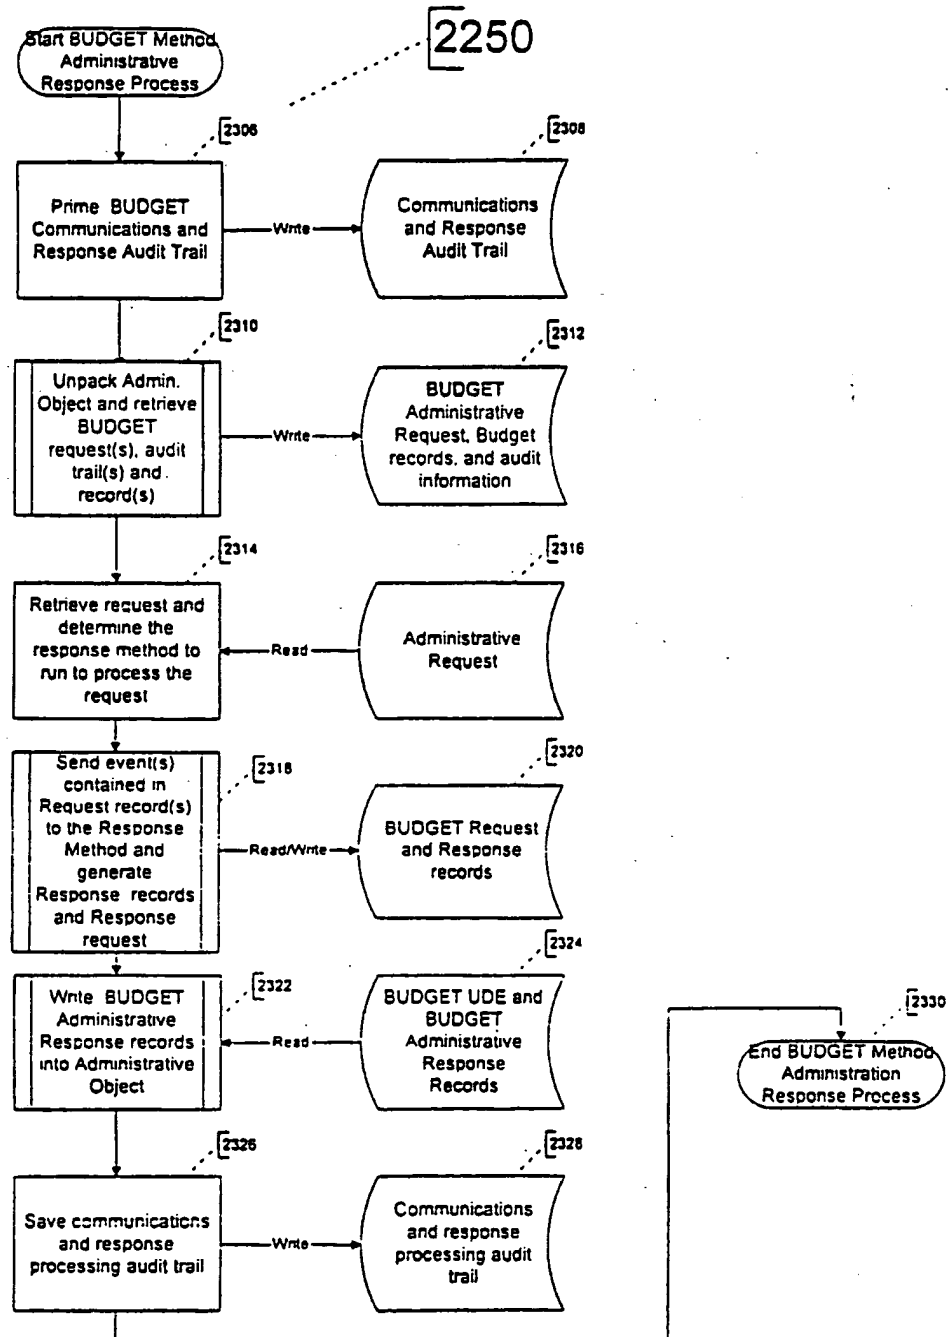 Start BUDGET Method
Administrative
Response Process
2250
2306
Prime BUDGET
Communications and
Response Audit Trail
Write
2308
Communications
and Response
Audit Trail
2310
Unpack Admin.
Object and retrieve
BUDGET
request(s), audit
trail(s) and
record(s)
Write
2312
BUDGET
Administrative
Request, Budget
records, and audit
information
2314
Retrieve request and
determine the
response method to
run to process the
request
Read
2316
Administrative
Request
2318
Send event(s)
contained in
Request record(s)
to the Response
Method and
generate
Response records
and Response
request
Read/Write
2320
BUDGET Request
and Response
records
2322
Write BUDGET
Administrative
Response records
into Administrative
Object
Read
2324
BUDGET UDE and
BUDGET
Administrative
Response
Records
2326
Save communications
and response
processing audit trail
Write
2328
Communications
and response
processing audit
trail
2330
End BUDGET Method
Administration
Response Process